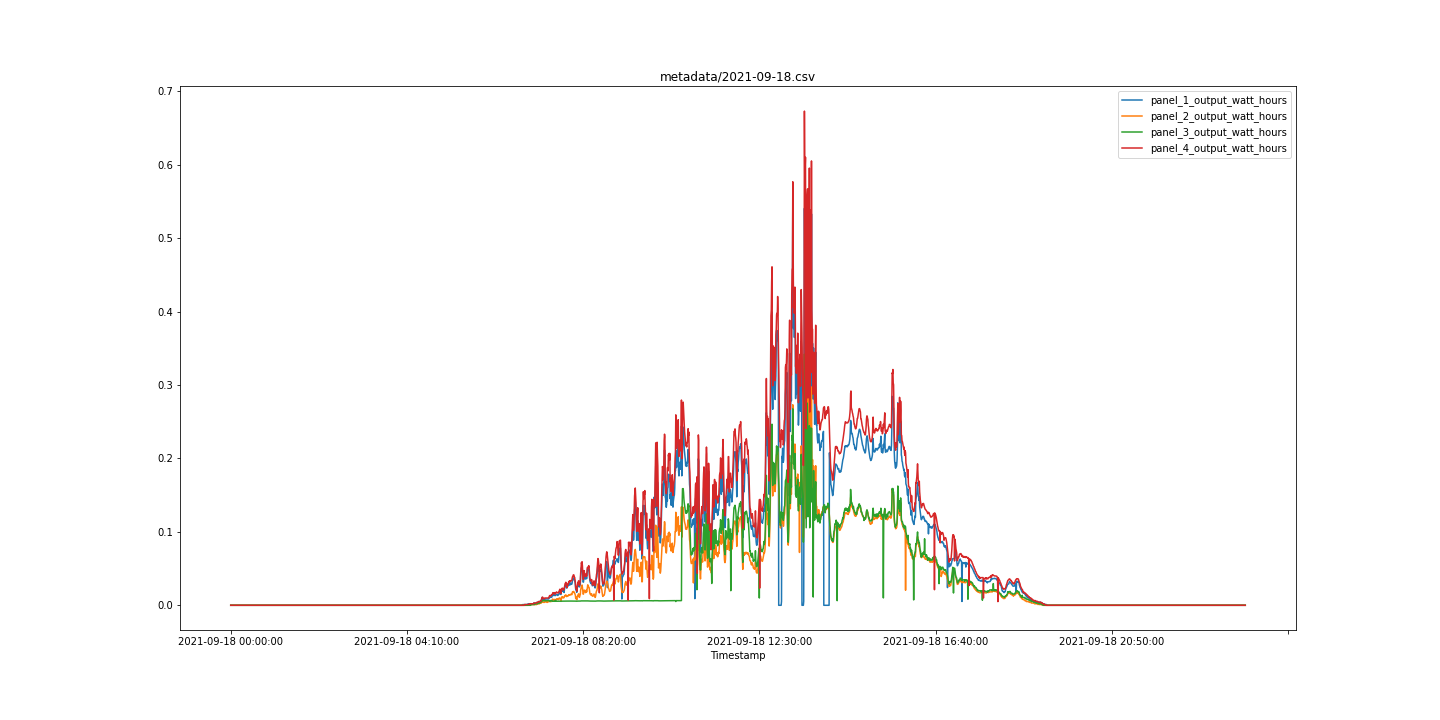 metadata/2021-09-18.csv
0.7
0.6
0.5
0.4
0.3
0.2
0.1
0.0
panel_1_output_watt_hours
panel_2_output_watt_hours
panel_3_output_watt_hours
panel_4_output_watt_hours
2021-09-18 00:00:00
2021-09-18 04:10:00
2021-09-18 08:20:00
2021-09-18 12:30:00
2021-09-18 16:40:00
2021-09-18 20:50:00
Timestamp